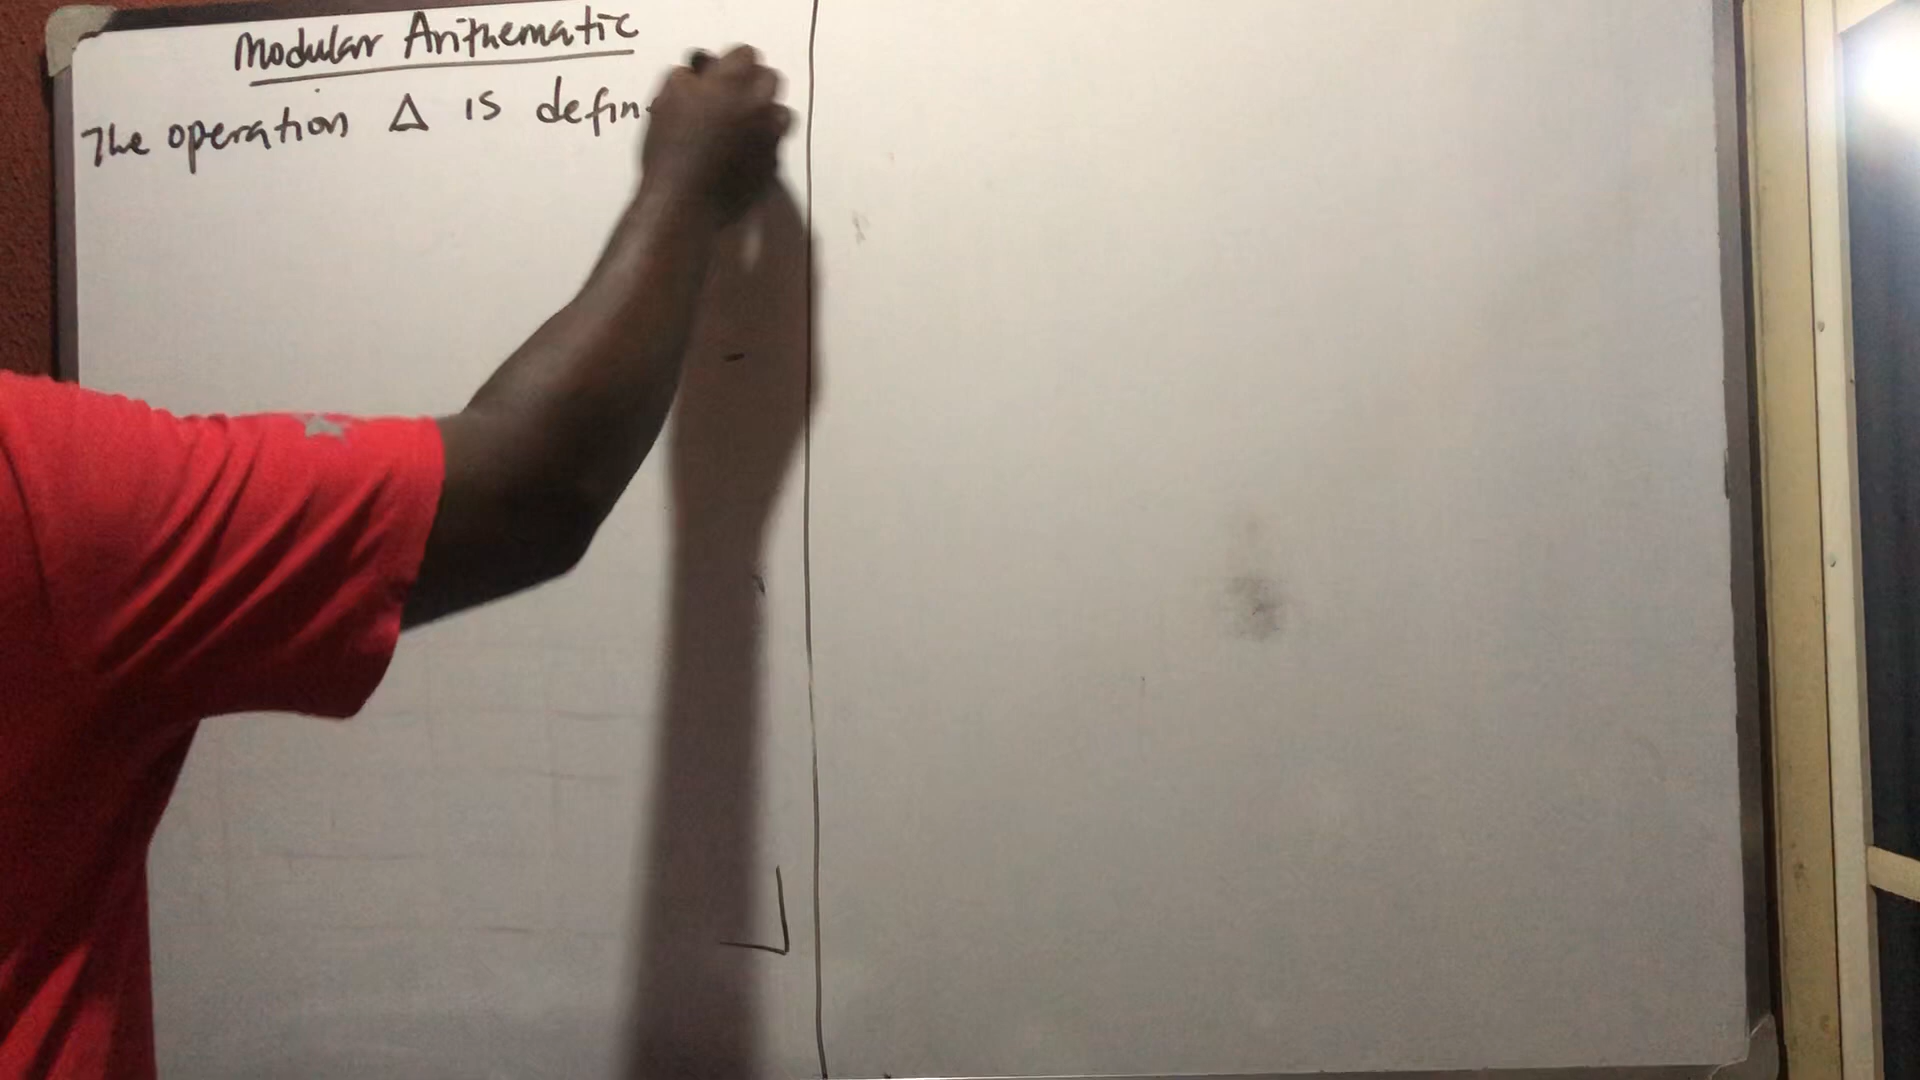 Modular Arithematic
The operation Δ is defin